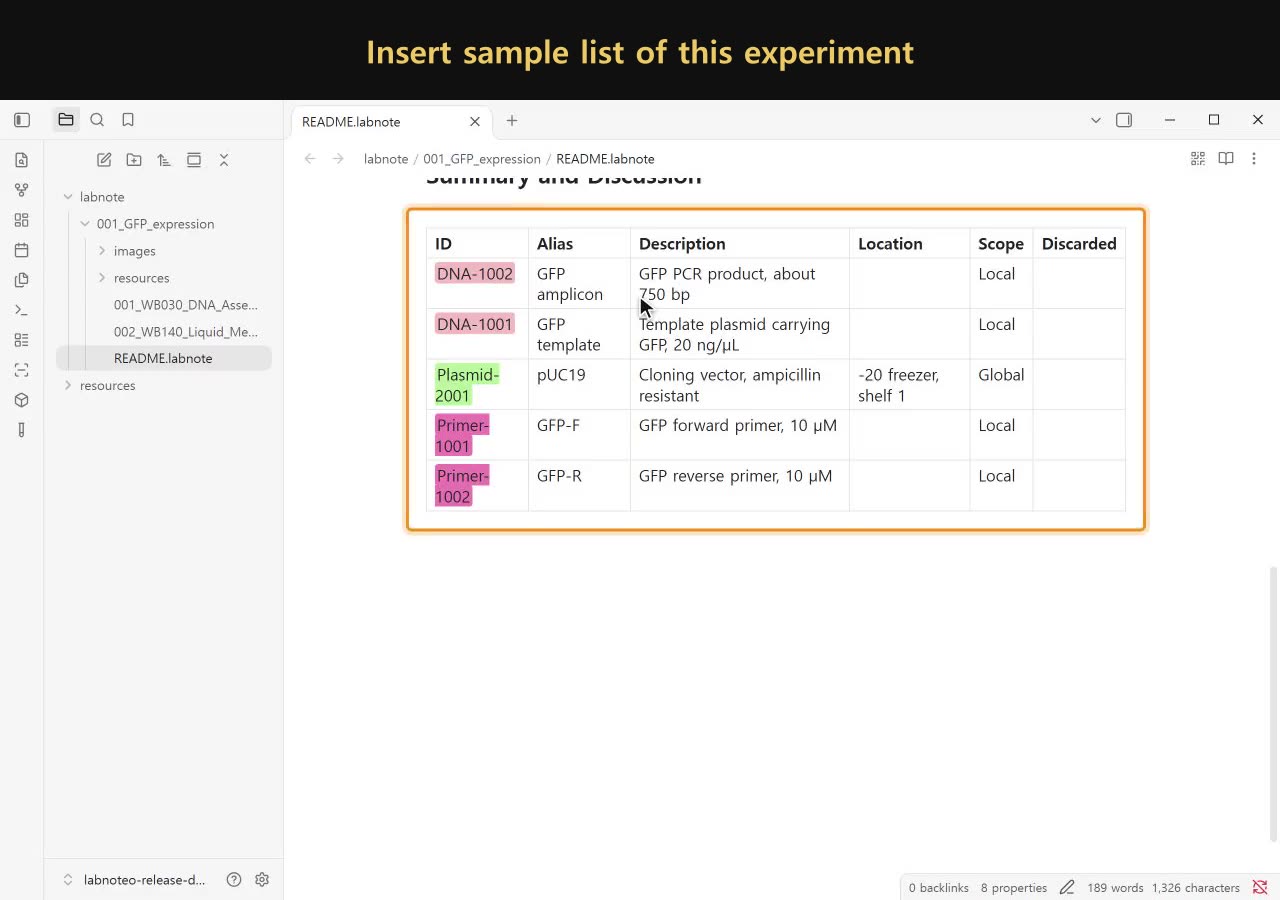 Insert sample list of this experiment
README.labnote
labnote / 001_GFP_expression / README.labnote
labnote
001_GFP_expression
images
resources
001_WB030_DNA_Asse...
002_WB140_Liquid_Me...
README.labnote
resources
Summary and Discussion
ID Alias Description Location Scope Discarded
DNA-1002 GFP amplicon GFP PCR product, about 750 bp Local
DNA-1001 GFP template Template plasmid carrying GFP, 20 ng/µL Local
Plasmid-2001 pUC19 Cloning vector, ampicillin resistant -20 freezer, shelf 1 Global
Primer-1001 GFP-F GFP forward primer, 10 µM Local
Primer-1002 GFP-R GFP reverse primer, 10 µM Local
labnoteo-release-d...
0 backlinks 8 properties 189 words 1,326 characters